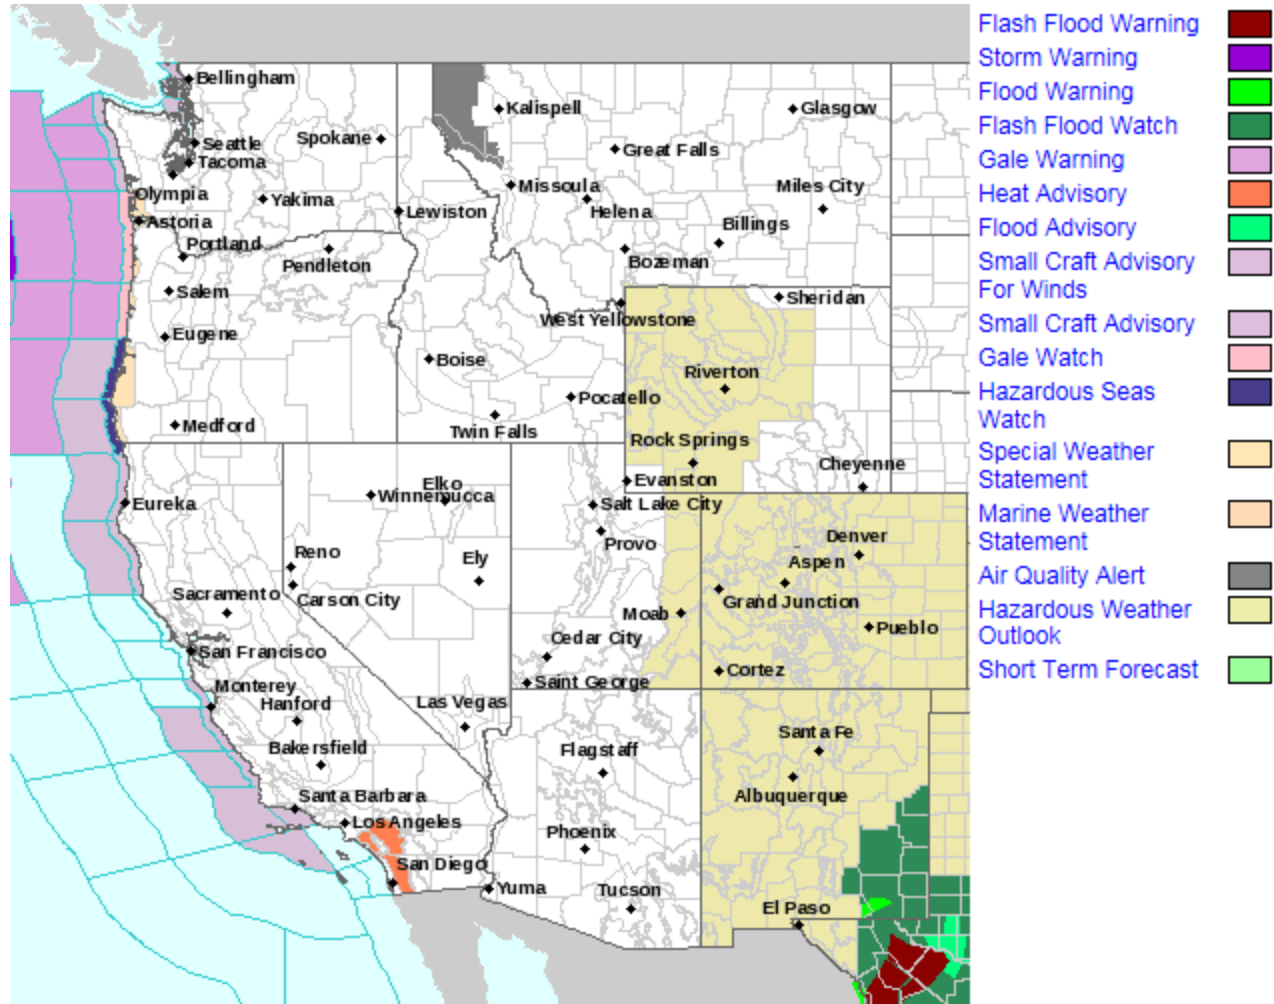 Bellingham
Kalispell
Glasgow
Seattle
Spokane
Great Falls
Tacoma
Missoula
Miles City
Olympia
Yakima
Helena
Lewiston
Astoria
Billings
Portland
Pendleton
Bozeman
Salem
Sheridan
West Yellowstone
Eugene
Boise
Riverton
Pocatello
Medford
Twin Falls
Rock Springs
Cheyenne
Elko
Evanston
Winnemucca
Eureka
Salt Lake City
Denver
Provo
Reno
Ely
Aspen
Sacramento
Carson City
Grand Junction
Moab
Pueblo
Cedar City
San Francisco
Cortez
Saint George
Monterey
Hanford
Las Vegas
Santa Fe
Bakersfield
Flagstaff
Santa Barbara
Albuquerque
Los Angeles
Phoenix
San Diego
Yuma
Tucson
El Paso
Flash Flood Warning
Storm Warning
Flood Warning
Flash Flood Watch
Gale Warning
Heat Advisory
Flood Advisory
Small Craft Advisory
For Winds
Small Craft Advisory
Gale Watch
Hazardous Seas
Watch
Special Weather
Statement
Marine Weather
Statement
Air Quality Alert
Hazardous Weather
Outlook
Short Term Forecast